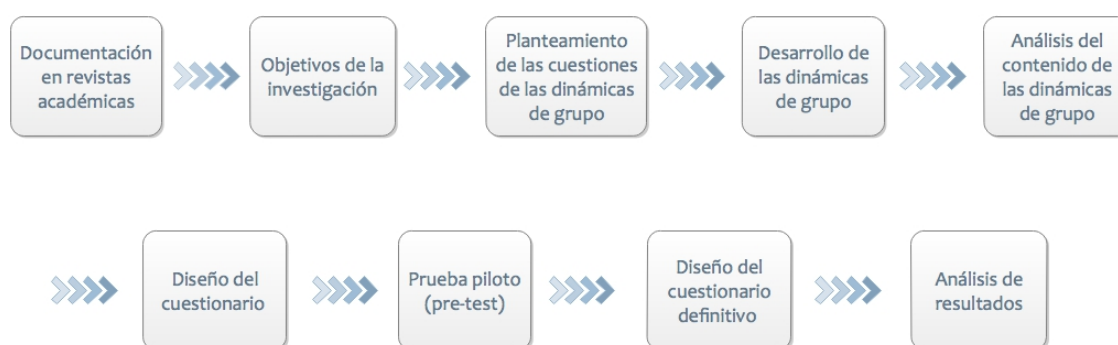 Documentación
en revistas
académicas
Objetivos de la
investigación
Planteamiento
de las cuestiones
de las dinámicas
de grupo
Desarrollo de
las dinámicas
de grupo
Análisis del
contenido de
las dinámicas
de grupo
Diseño del
cuestionario
Prueba piloto
(pre-test)
Diseño del
cuestionario
definitivo
Análisis de
resultados